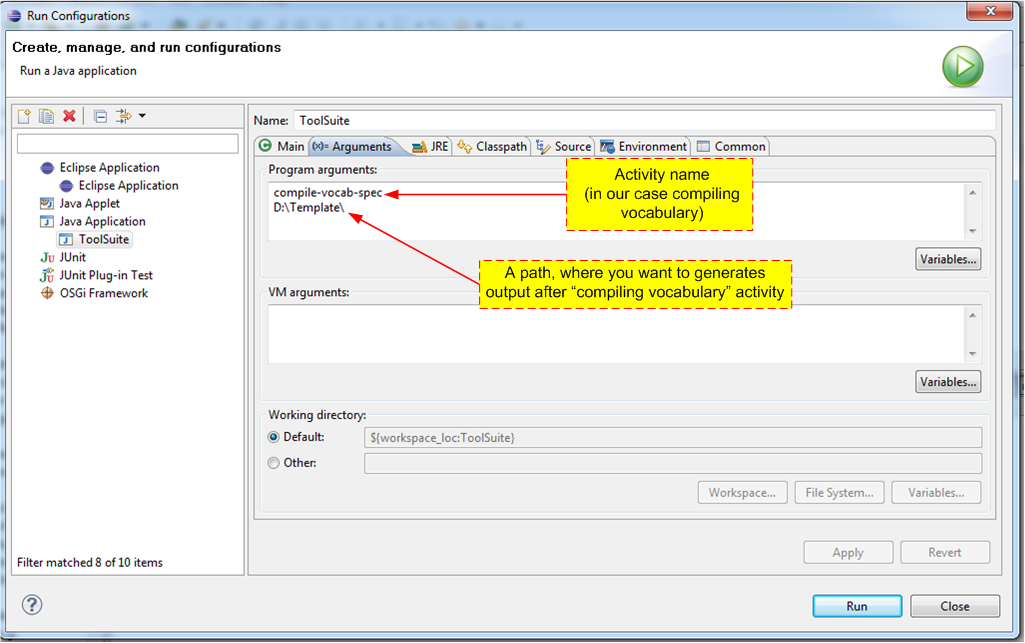 Run Configurations
Create, manage, and run configurations
Run a Java application
Name: ToolSuite
Main (x)= Arguments JRE Classpath Source Environment Common
Eclipse Application
Eclipse Application
Java Applet
Java Application
ToolSuite
JUnit
JUnit Plug-in Test
OSGi Framework
Filter matched 8 of 10 items
Program arguments:
compile-vocab-spec
D:\Template\
Activity name
(in our case compiling
vocabulary)
Variables...
A path, where you want to generates
output after “compiling vocabulary” activity
VM arguments:
Variables...
Working directory:
Default: ${workspace_loc:ToolSuite}
Other:
Workspace... File System... Variables...
Apply Revert
Run Close